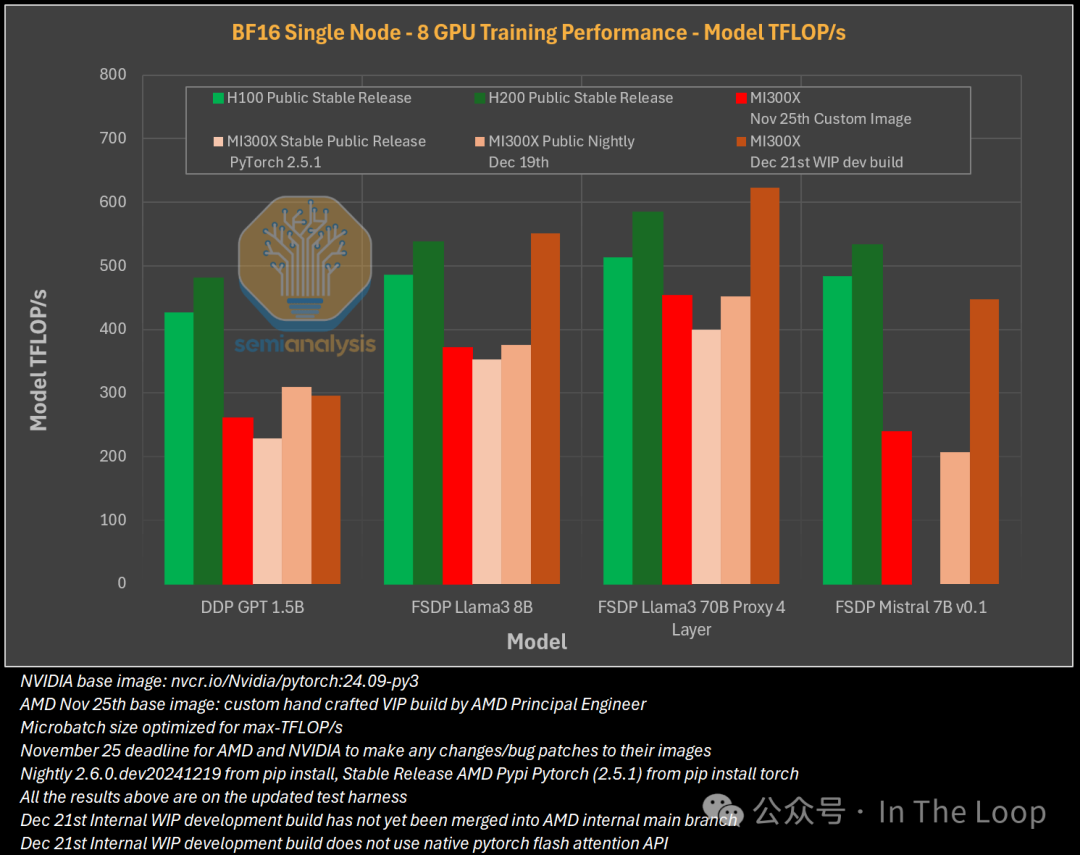 BF16 Single Node - 8 GPU Training Performance - Model TFLOP/s
800
700
600
500
400
300
200
100
0
Model TFLOP/s
H100 Public Stable Release
H200 Public Stable Release
MI300X
Nov 25th Custom Image
MI300X Stable Public Release
PyTorch 2.5.1
MI300X Public Nightly
Dec 19th
MI300X
Dec 21st WIP dev build
semianalysis
DDP GPT 1.5B
FSDP Llama3 8B
FSDP Llama3 70B Proxy 4
Layer
FSDP Mistral 7B v0.1
Model
NVIDIA base image: nvcr.io/Nvidia/pytorch:24.09-py3
AMD Nov 25th base image: custom hand crafted VIP build by AMD Principal Engineer
Microbatch size optimized for max-TFLOP/s
November 25 deadline for AMD and NVIDIA to make any changes/bug patches to their images
Nightly 2.6.0.dev20241219 from pip install, Stable Release AMD Pypi Pytorch (2.5.1) from pip install torch
All the results above are on the updated test harness
Dec 21st Internal WIP development build has not yet been merged into AMD internal main branch
Dec 21st Internal WIP development build does not use native pytorch flash attention API
公众号 · In The Loop